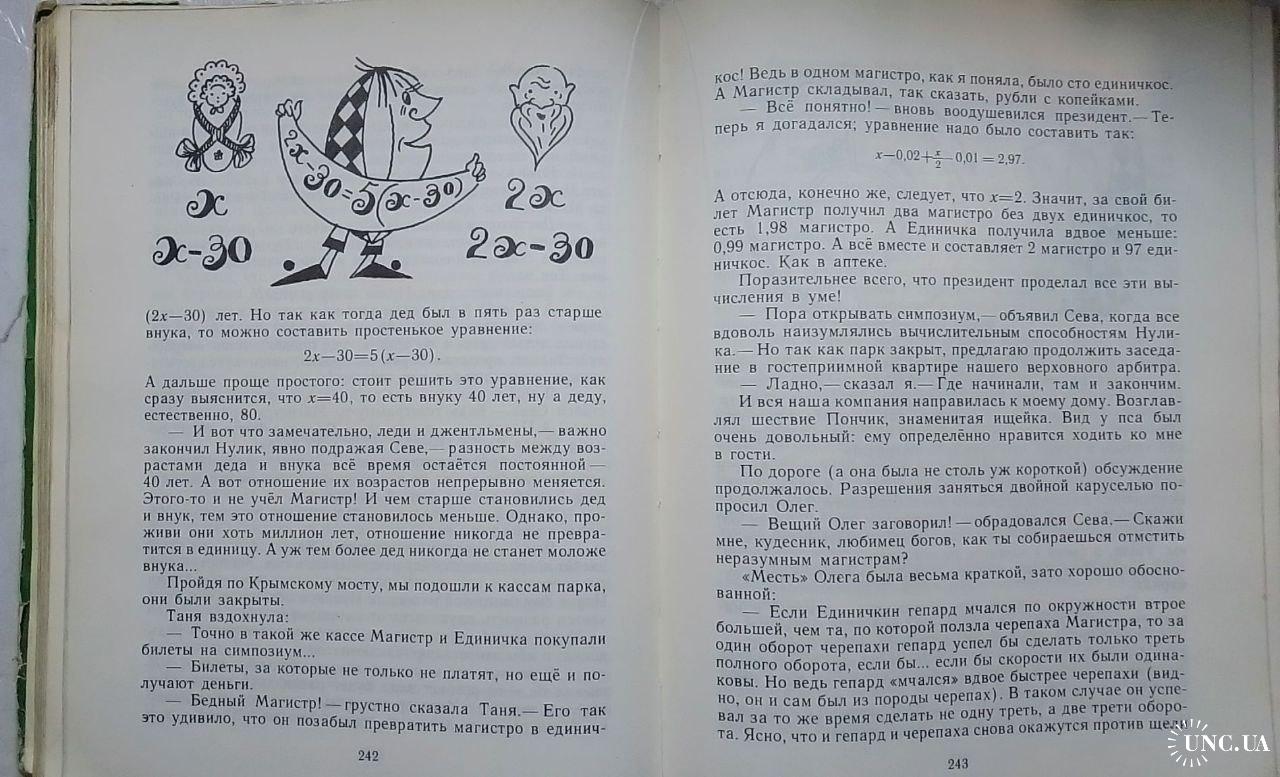 x
x—30
2x—30=5(x—30)
2x
2x—30
(2x—30) лет. Но так как тогда дед был в пять раз старше
внука, то можно составить простенькое уравнение:
2x—30=5(x—30).
А дальше проще простого: стоит решить это уравнение, как
сразу выяснится, что x=40, то есть внуку 40 лет, ну а деду,
естественно, 80.
— И вот что замечательно, леди и джентльмены,— важно
закончил Нулик, явно подражая Севе,— разность между воз-
растами деда и внука всё время остаётся постоянной —
40 лет. А вот отношение их возрастов непрерывно меняется.
Этого-то и не учёл Магистр! И чем старше становились дед
и внук, тем это отношение становилось меньше. Однако, про-
живи они хоть миллион лет, отношение никогда не превра-
тится в единицу. А уж тем более дед никогда не станет моложе
внука...
Пройдя по Крымскому мосту, мы подошли к кассам парка,
они были закрыты.
Таня вздохнула:
— Точно в такой же кассе Магистр и Единичка покупали
билеты на симпозиум...
— Билеты, за которые не только не платят, но ещё и по-
лучают деньги.
— Бедный Магистр! — грустно сказала Таня.— Его так
это удивило, что он позабыл превратить магистро в единич-
242
кос! Ведь в одном магистро, как я поняла, было сто единичкос.
А Магистр складывал, так сказать, рубли с копейками.
— Всё понятно! — вновь воодушевился президент.— Те-
перь я догадался; уравнение надо было составить так:
x—0,02+x/2—0,01=2,97.
А отсюда, конечно же, следует, что x=2. Значит, за свой би-
лет Магистр получил два магистро без двух единичкос, то
есть 1,98 магистро. А Единичка получила вдвое меньше:
0,99 магистро. А всё вместе и составляет 2 магистро и 97 еди-
ничкос. Как в аптеке.
Поразительнее всего, что президент проделал все эти вы-
числения в уме!
— Пора открывать симпозиум,— объявил Сева, когда все
вдоволь наизумлялись вычислительным способностям Нули-
ка.— Но так как парк закрыт, предлагаю продолжить заседа-
ние в гостеприимной квартире нашего верховного арбитра.
— Ладно,— сказал я.— Где начинали, там и закончим.
И вся наша компания направилась к моему дому. Возглав-
лял шествие Пончик, знаменитая ищейка. Вид у пса был
очень довольный: ему определённо нравится ходить ко мне
в гости.
По дороге (а она была не столь уж короткой) обсуждение
продолжалось. Разрешения заняться двойной каруселью по-
просил Олег.
— Вещий Олег заговорил! — обрадовался Сева.— Скажи
мне, кудесник, любимец богов, как ты собираешься отмстить
неразумным магистрам?
«Месть» Олега была весьма краткой, зато хорошо обосно-
ванной:
— Если Единичкин гепард мчался по окружности втрое
большей, чем та, по которой ползла черепаха Магистра, то за
один оборот черепахи гепард успел бы сделать только треть
полного оборота, если бы... если бы скорости их были одина-
ковы. Но ведь гепард «мчался» вдвое быстрее черепахи (вид-
но, он и сам был из породы черепах). В таком случае он успе-
вал за то же время сделать не одну треть, а две трети оборо-
та. Ясно, что и гепард и черепаха снова окажутся против
243
UNC.UA